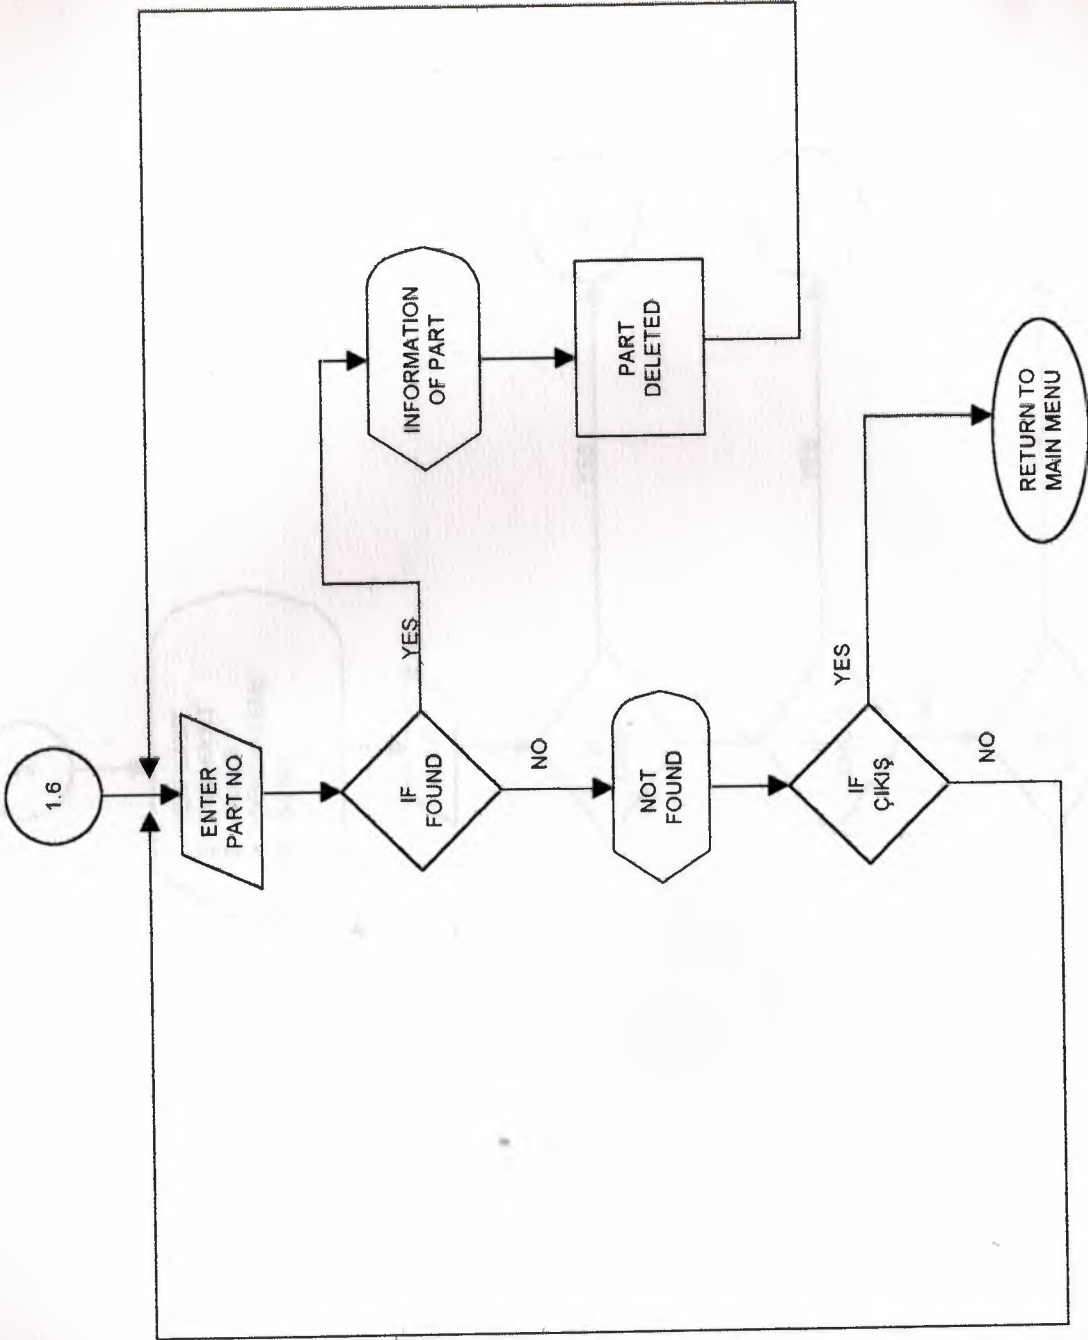 1.6
ENTER
PART NO
IF
FOUND
YES
INFORMATION
OF PART
PART
DELETED
NO
NOT
FOUND
IF
ÇIKIŞ
YES
RETURN TO
MAIN MENU
NO